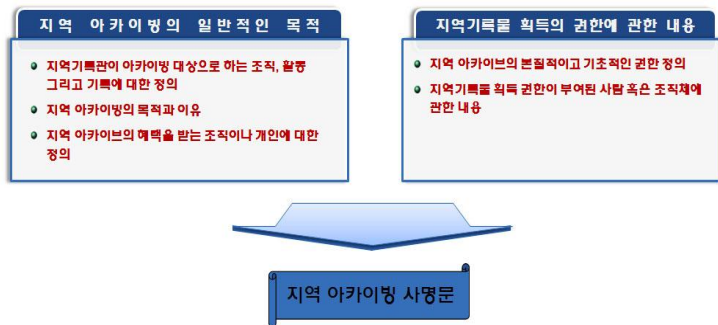 지역 아카이빙의 일반적인 목적
지역기록관이 아카이빙 대상으로 하는 조직, 활동
그리고 기록에 대한 정의
지역 아카이빙의 목적과 이유
지역 아카이브의 혜택을 받는 조직이나 개인에 대한
정의
지역기록물 획득의 권한에 관한 내용
지역 아카이브의 본질적이고 기초적인 권한 정의
지역기록물 획득 권한이 부여된 사람 혹은 조직체에
관한 내용
지역 아카이빙 사명문